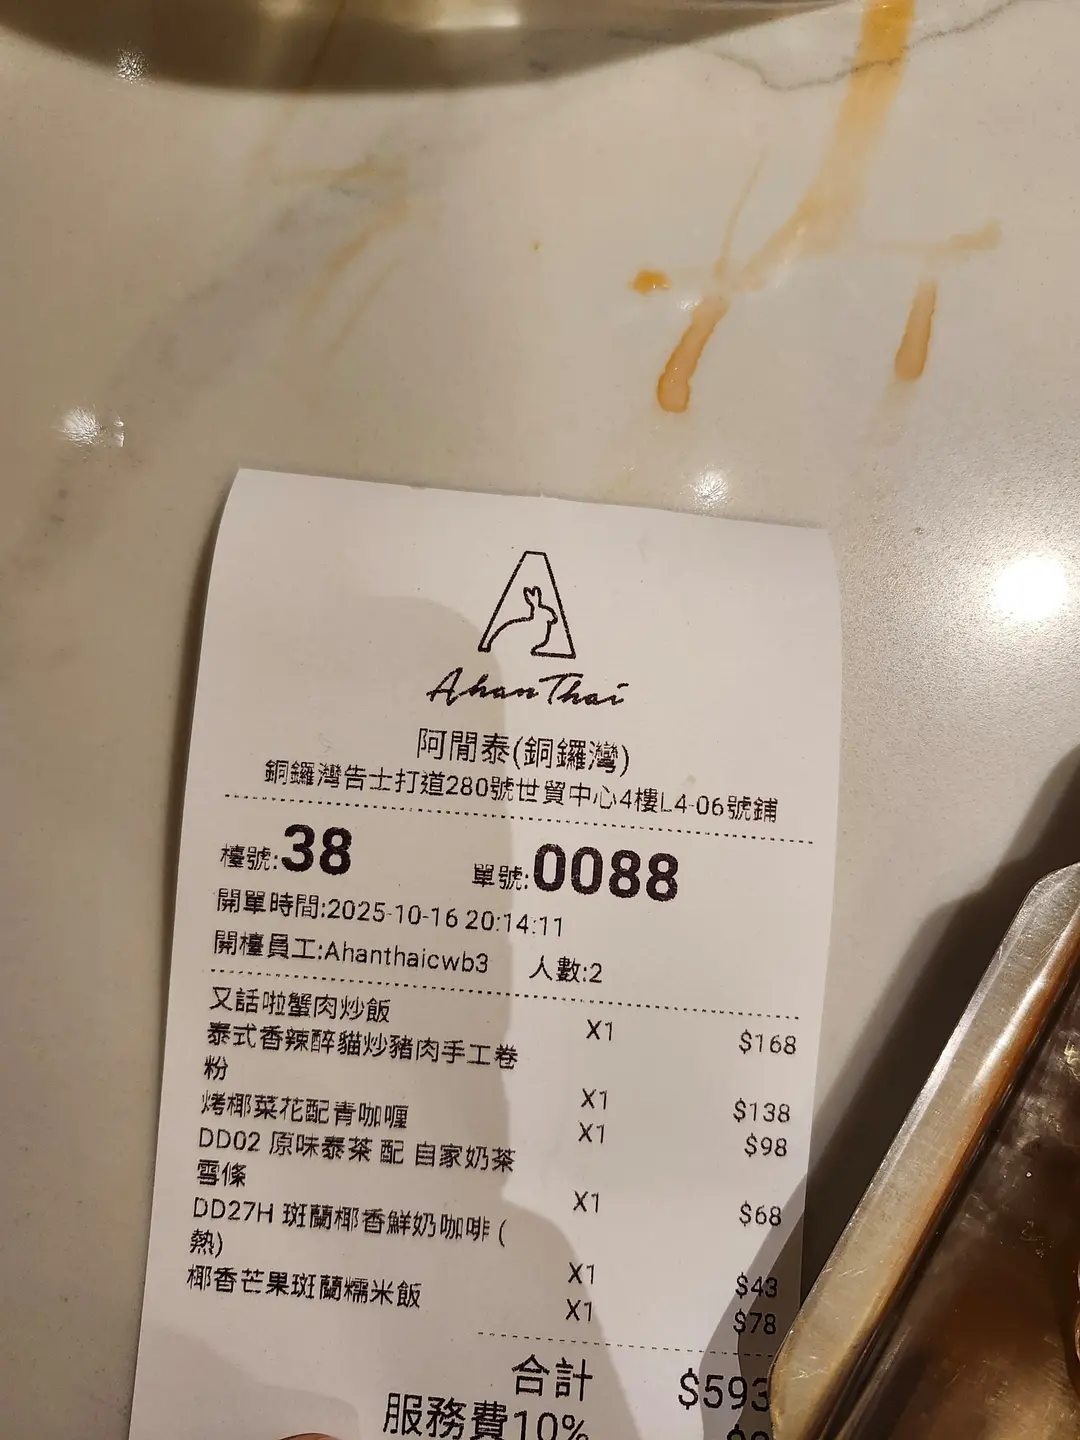 Ahan Thai
阿閒泰(銅鑼灣)
銅鑼灣告士打道280號世貿中心4樓L4-06號鋪
檯號:38 單號:0088
開單時間:2025-10-16 20:14:11
開檯員工:Ahanthaicwb3 人數:2
又話啦蟹肉炒飯 X1 $168
泰式香辣醉貓炒豬肉手工卷
粉 X1 $138
烤椰菜花配青咖喱 X1 $98
DD02 原味泰茶 配 自家奶茶
雪條 X1 $68
DD27H 斑蘭椰香鮮奶咖啡 (
熱) X1 $43
椰香芒果斑蘭糯米飯 X1 $78
合計 $593
服務費10%